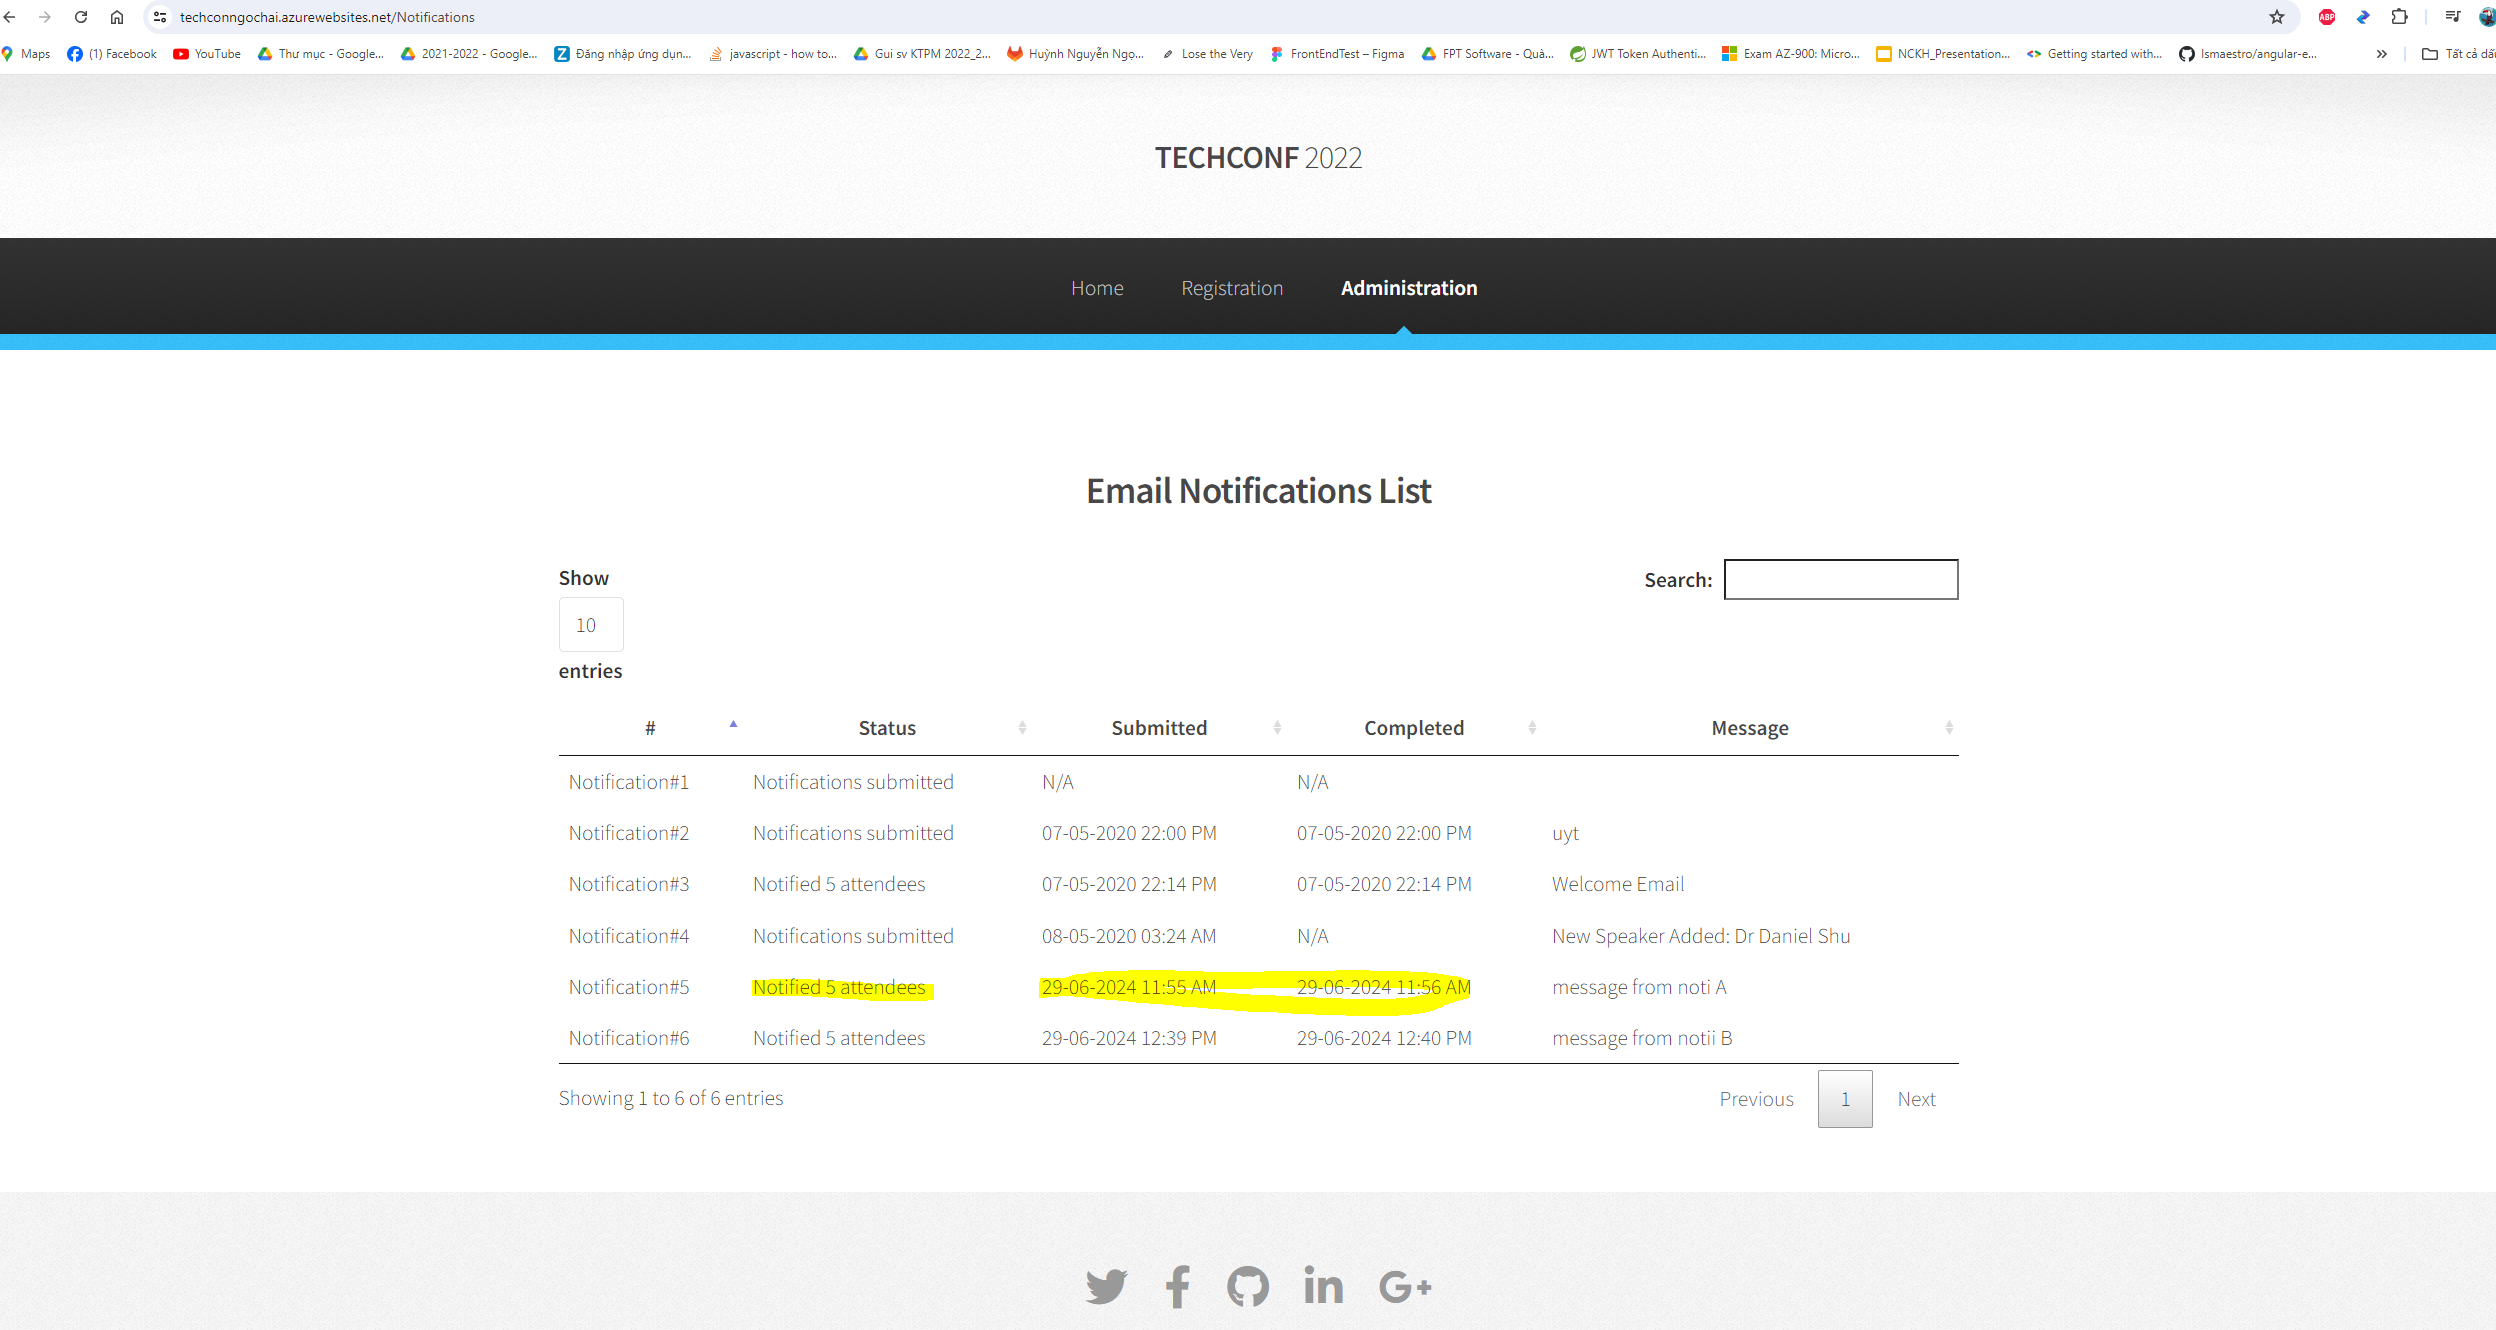 techconngochai.azurewebsites.net/Notifications
Maps (1) Facebook YouTube Thư mục - Google... 2021-2022 - Google... Đăng nhập ứng dụn... javascript - how to... Gui sv KTPM 2022_2... Huỳnh Nguyễn Ngọ... Lose the Very FrontEndTest – Figma FPT Software - Quà... JWT Token Authenti... Exam AZ-900: Micro... NCKH_Presentation... Getting started with... Ismaestro/angular-e... » Tất cả dấu
TECHCONF 2022
Home Registration Administration
Email Notifications List
Show
10
entries
Search:
# Status Submitted Completed Message
Notification#1 Notifications submitted N/A N/A
Notification#2 Notifications submitted 07-05-2020 22:00 PM 07-05-2020 22:00 PM uyt
Notification#3 Notified 5 attendees 07-05-2020 22:14 PM 07-05-2020 22:14 PM Welcome Email
Notification#4 Notifications submitted 08-05-2020 03:24 AM N/A New Speaker Added: Dr Daniel Shu
Notification#5 Notified 5 attendees 29-06-2024 11:55 AM 29-06-2024 11:56 AM message from noti A
Notification#6 Notified 5 attendees 29-06-2024 12:39 PM 29-06-2024 12:40 PM message from notii B
Showing 1 to 6 of 6 entries
Previous 1 Next